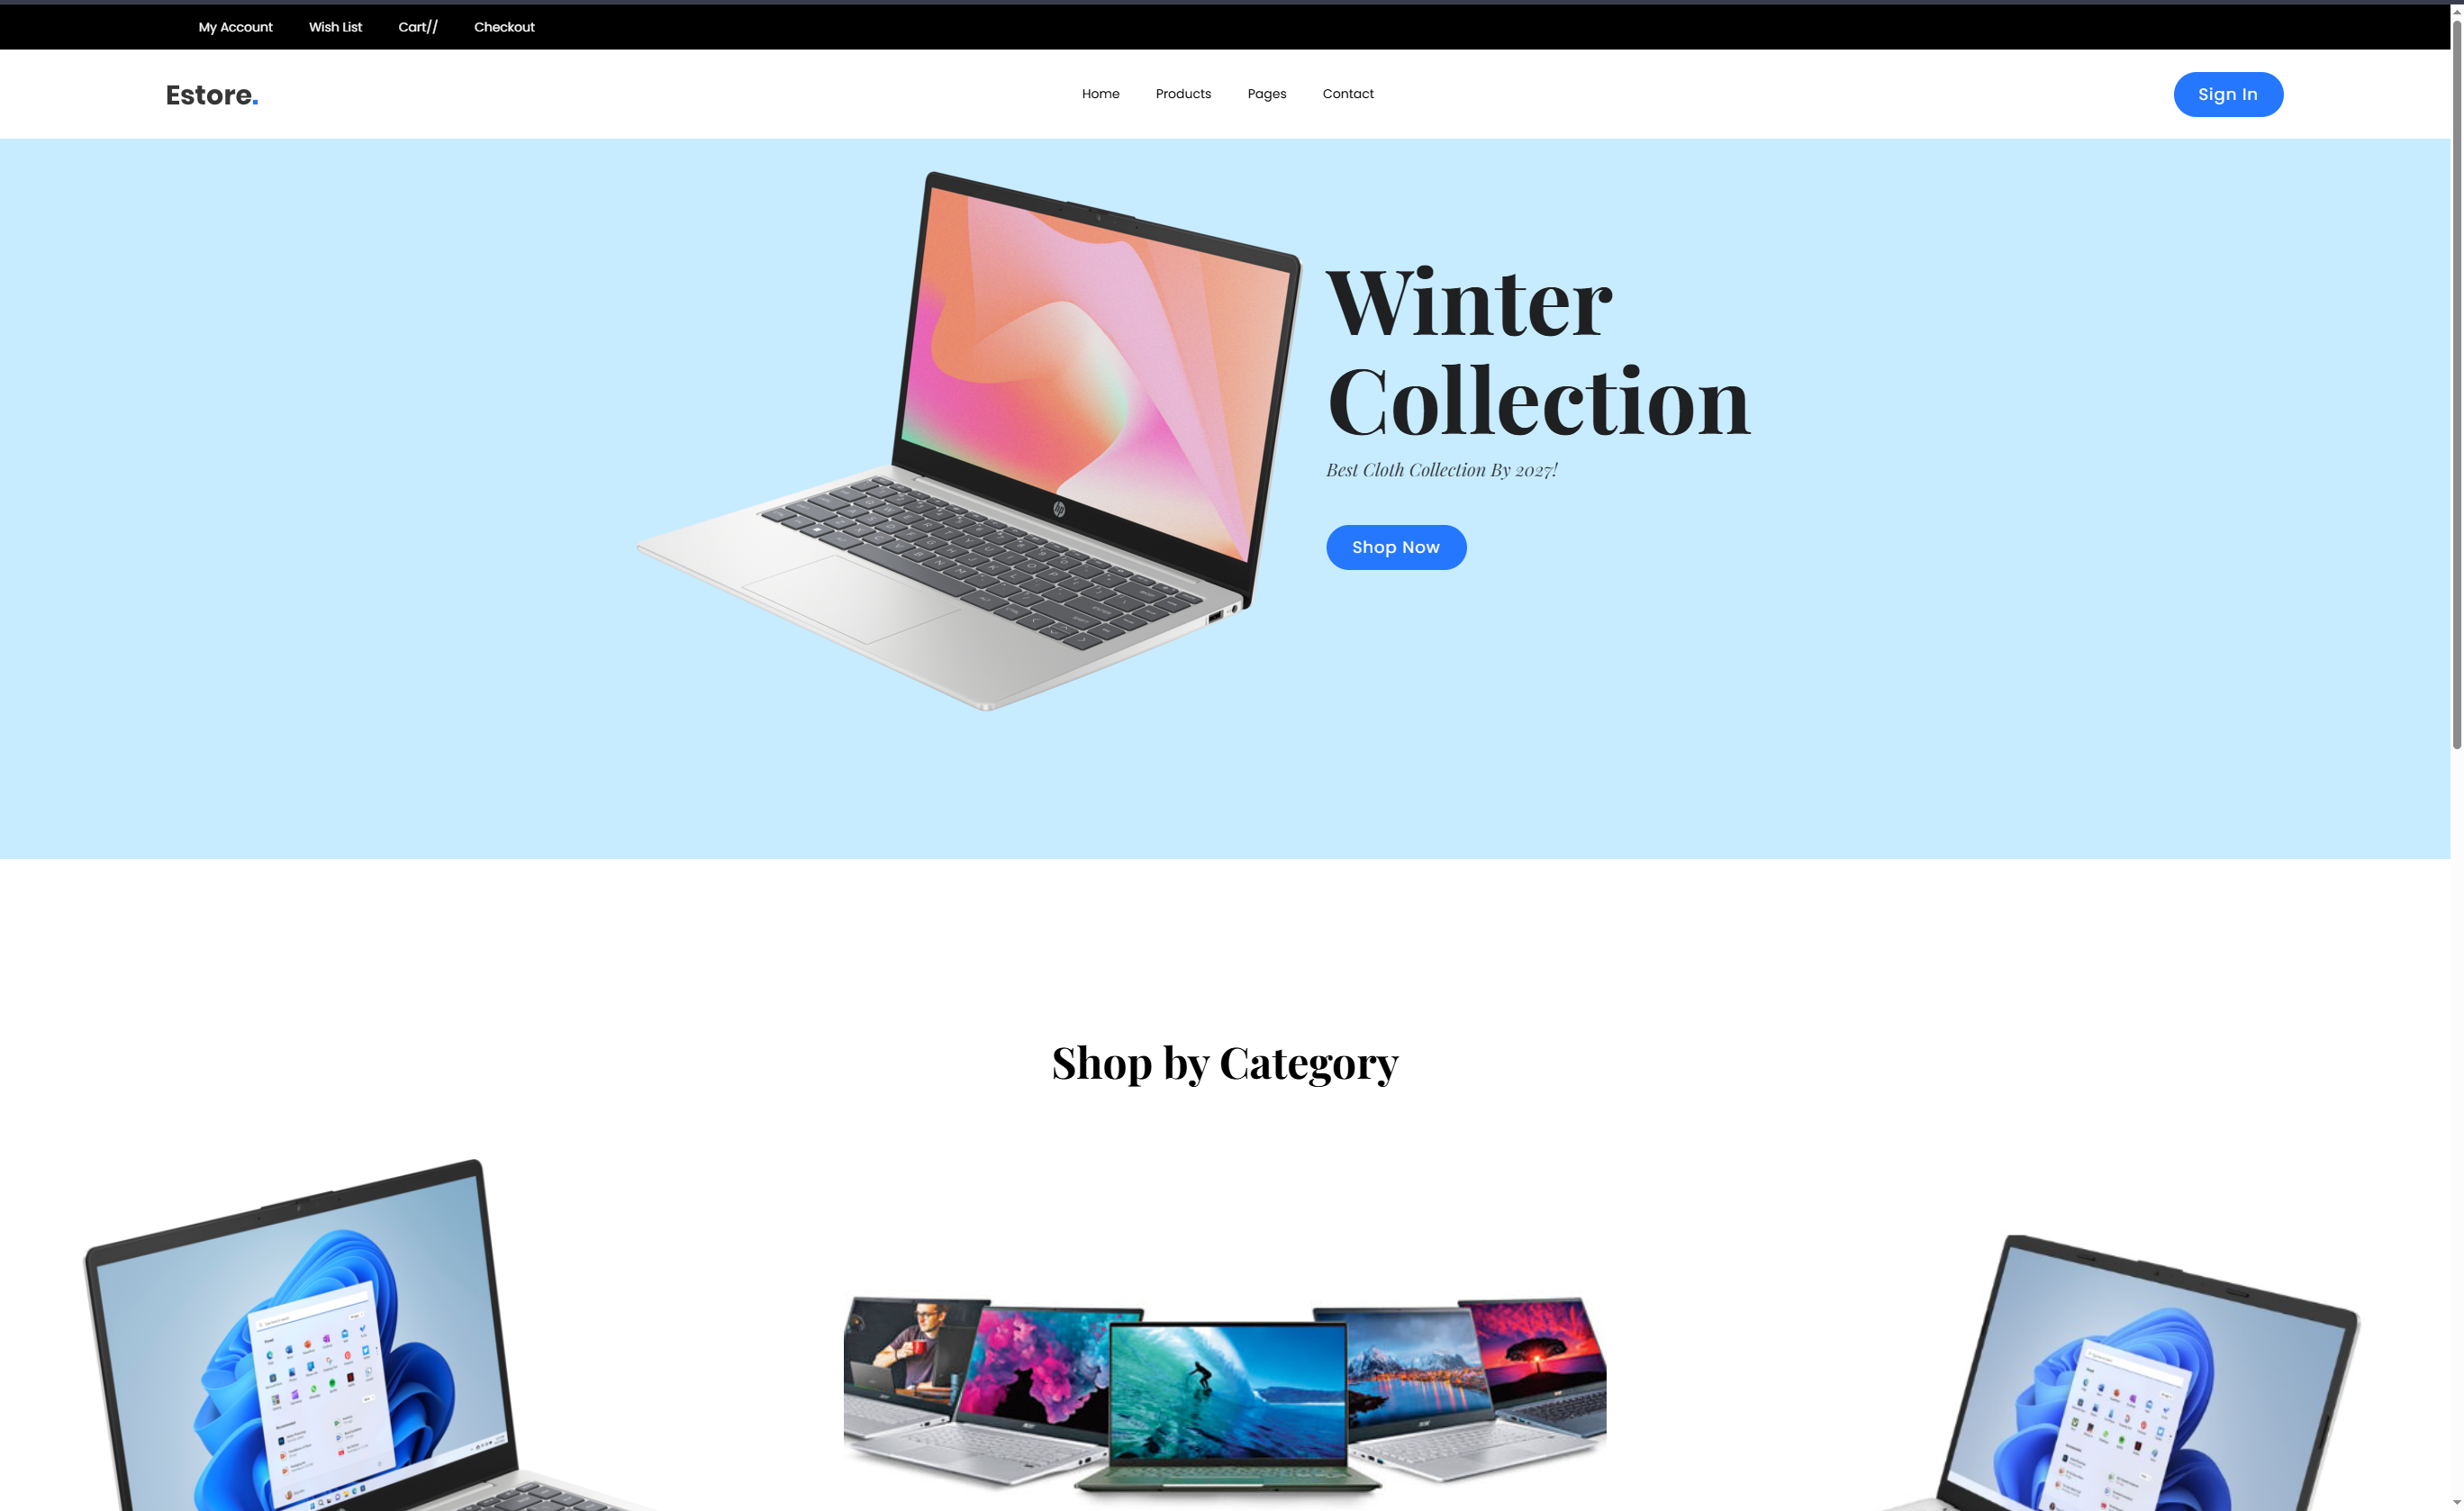 My Account Wish List Cart// Checkout
Estore.
Home Products Pages Contact
Sign In
Winter
Collection
Best Cloth Collection By 2027!
Shop Now
hp
Shop by Category